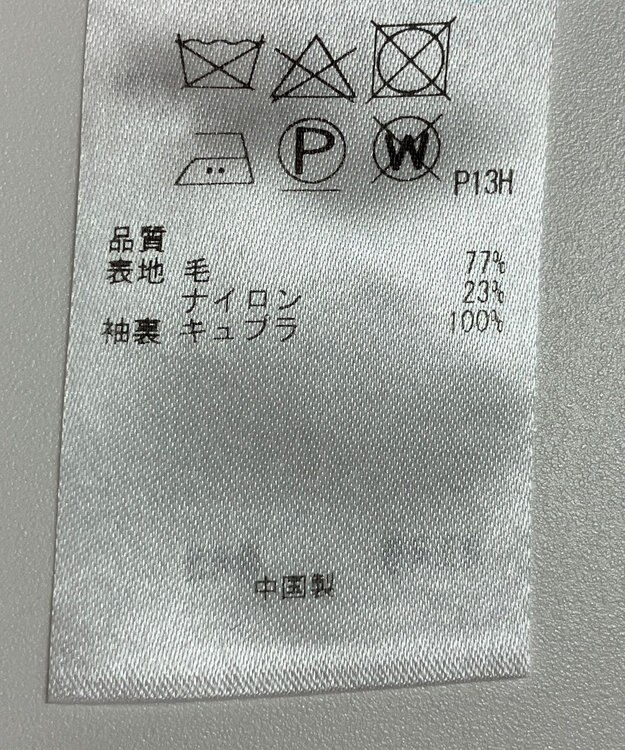 P W P13H
品質
表地 毛 77%
ナイロン 23%
袖裏 キュプラ 100%
中国製